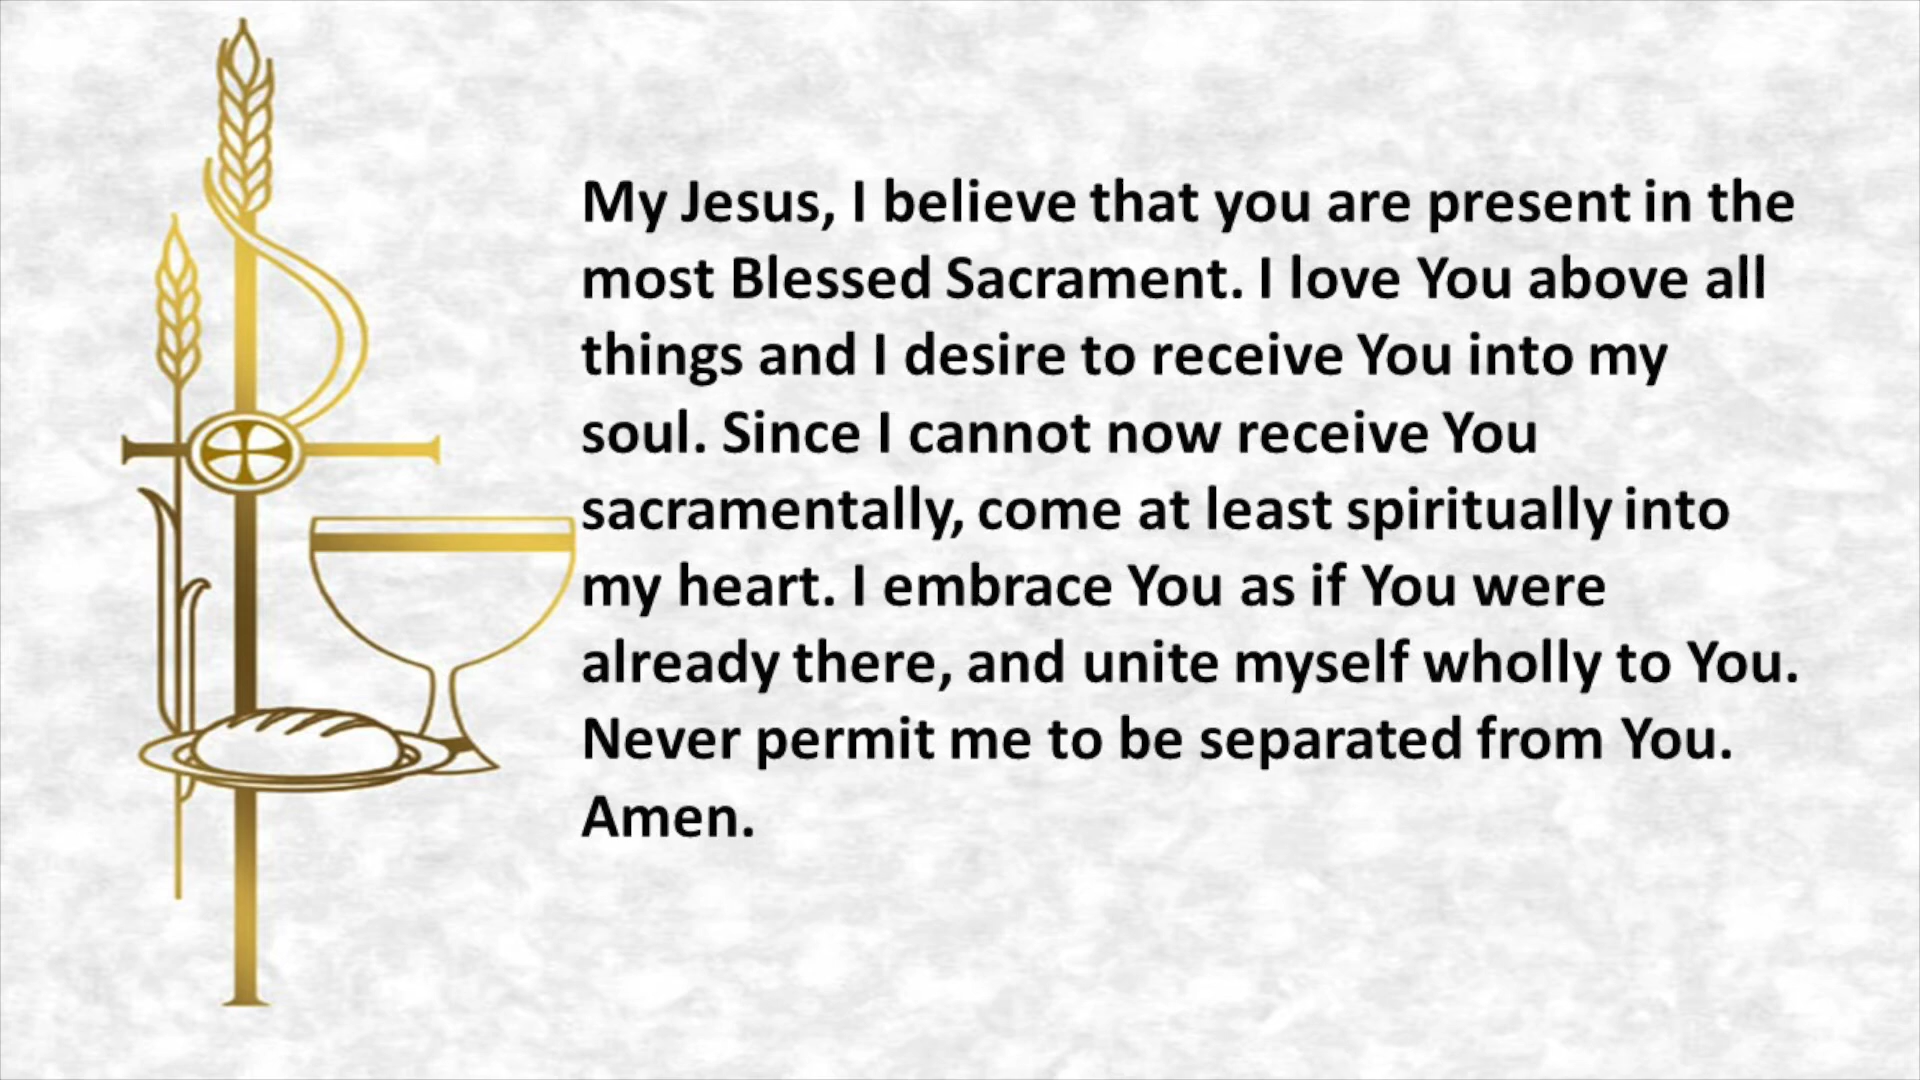 My Jesus, I believe that you are present in the
most Blessed Sacrament. I love You above all
things and I desire to receive You into my
soul. Since I cannot now receive You
sacramentally, come at least spiritually into
my heart. I embrace You as if You were
already there, and unite myself wholly to You.
Never permit me to be separated from You.
Amen.